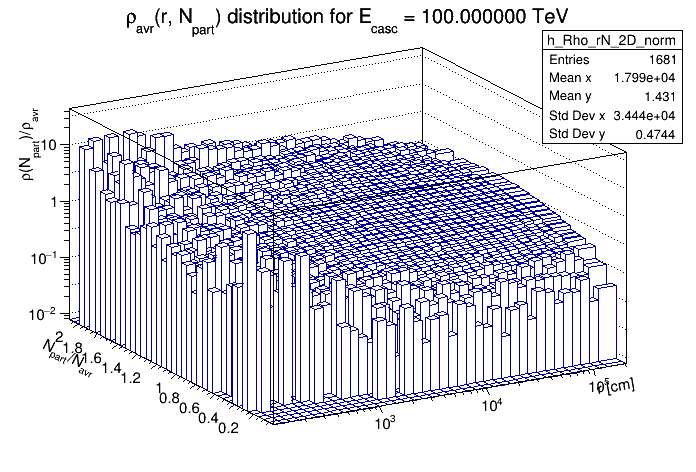 ρavr(r, Npart) distribution for Ecasc = 100.000000 TeV
h_Rho_rN_2D_norm
Entries 1681
Mean x 1.799e+04
Mean y 1.431
Std Dev x 3.444e+04
Std Dev y 0.4744
ρ(Npart)/ρavr
10
1
10⁻¹
10⁻²
2
1.8
1.6
1.4
1.2
1
0.8
0.6
0.4
0.2
Npart/Navr
10³
10⁴
10⁵
[cm]